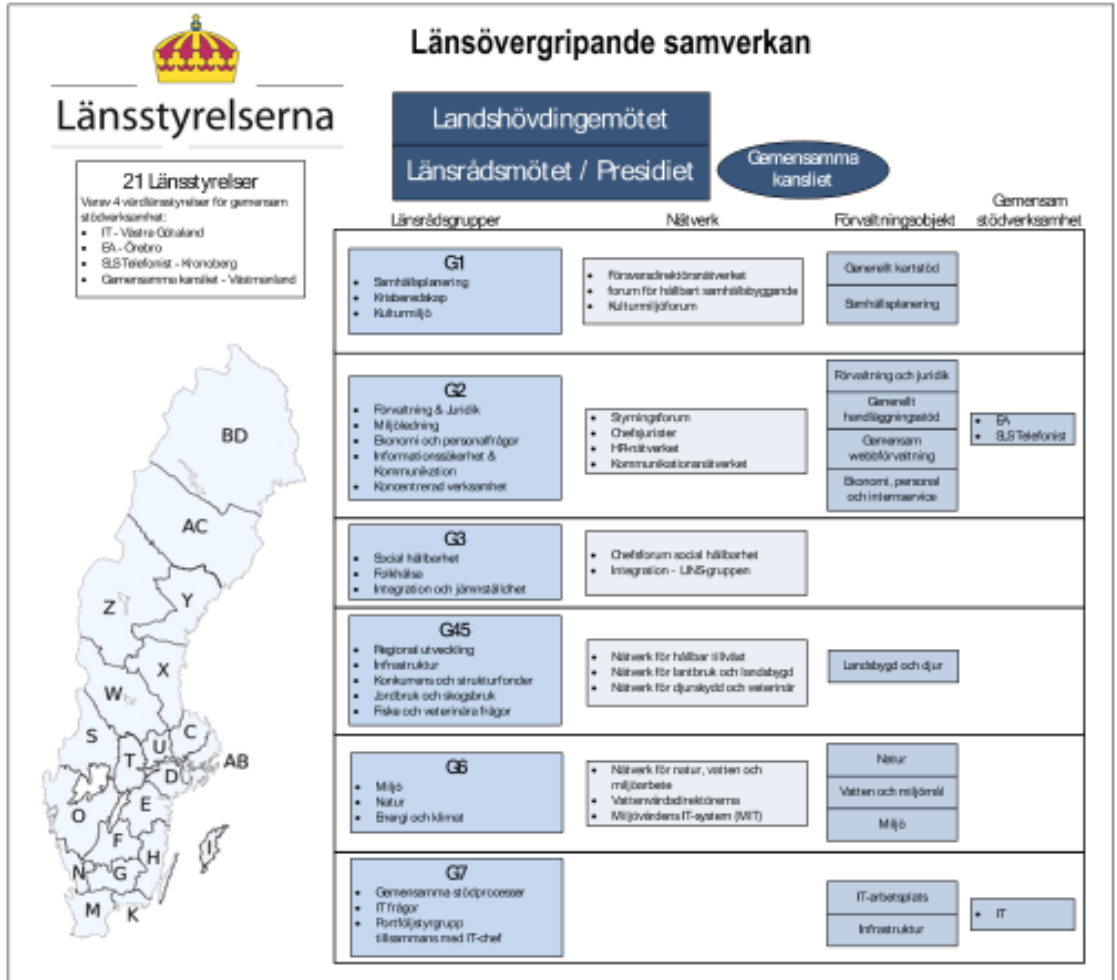 Länsövergripande samverkan
Länsstyrelserna
21 Länsstyrelser
Varav 4 värdlänsstyrelser för gemensam
stödverksamhet:
• IT - Västra Götaland
• EA - Örebro
• SLS Telefonist - Kronoberg
• Gemensamma kansliet - Västmanland
Landshövdingemötet
Länsrådsmötet / Presidiet
Gemensamma
kansliet
Länsrådsgrupper
Nätverk
Förvaltningsobjekt
Gemensam
stödverksamhet
G1
• Samhällsplanering
• Krisberedskap
• Kulturmiljö
• Försvarsdirektörsnätverket
• forum för hållbart samhällsbyggande
• Kulturmiljöforum
Generellt kartstöd
Samhällsplanering
G2
• Förvaltning & Juridik
• Miljöledning
• Ekonomi och personalfrågor
• Informationssäkerhet &
Kommunikation
• Koncentrerad verksamhet
• Styrningsforum
• Chefsjurister
• HR-nätverket
• Kommunikationsnätverket
Förvaltning och juridik
Generellt
handläggningsstöd
Gemensam
webbförvaltning
Ekonomi, personal
och internservice
• EA
• SLS Telefonist
G3
• Social hållbarhet
• Folkhälsa
• Integration och jämnställdhet
• Chefsforum social hållbarhet
• Integration - LINS-gruppen
G45
• Regional utveckling
• Infrastruktur
• Konkurrens och strukturfonder
• Jordbruk och skogsbruk
• Fiske och veterinära frågor
• Nätverk för hållbar tillväxt
• Nätverk för lantbruk och landsbygd
• Nätverk för djurskydd och veterinär
Landsbygd och djur
G6
• Miljö
• Natur
• Energi och klimat
• Nätverk för natur, vatten och
miljöarbete
• Vattenvårdsdirektörerna
• Miljövårdens IT-system (MIT)
Natur
Vatten och miljömål
Miljö
G7
• Gemensamma stödprocesser
• IT frågor
• Portföljstyrgrupp
tillsammans med IT-chef
IT-arbetsplats
Infrastruktur
• IT
BD
AC
Z
Y
X
W
S
U
C
T
D
AB
E
O
F
H
I
N
G
M
K